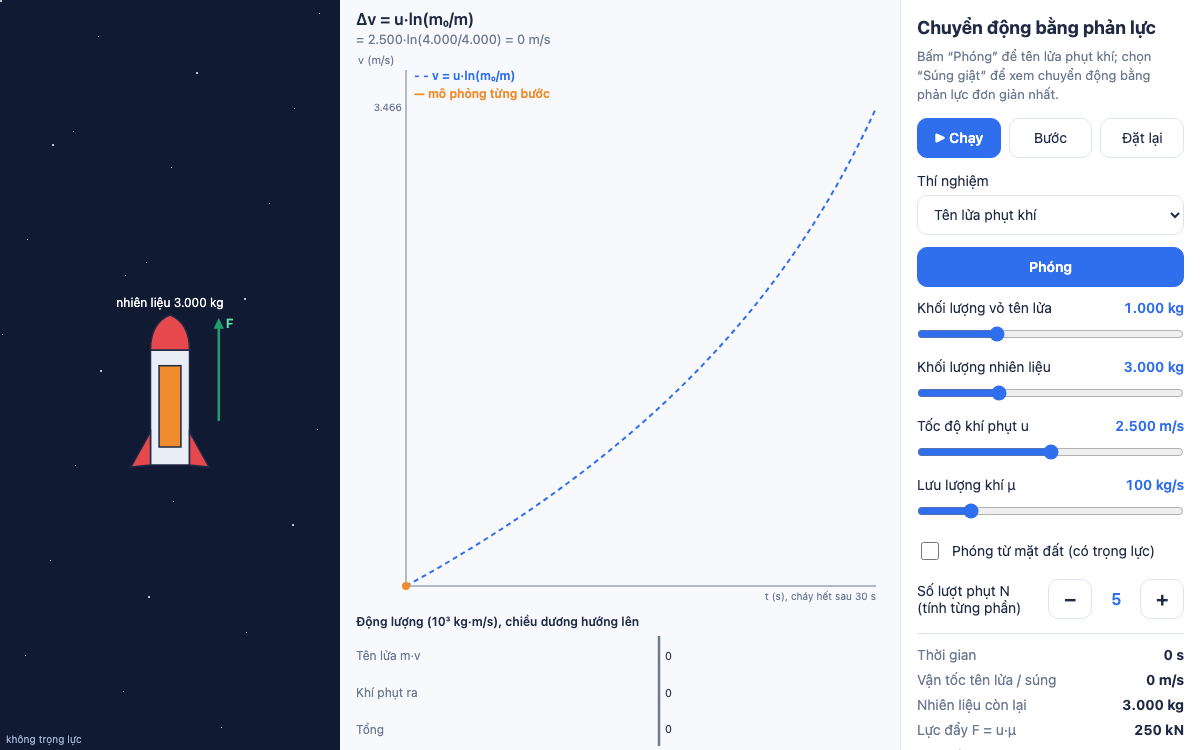 nhiên liệu 3.000 kg
F
không trọng lực
Δv = u·ln(m₀/m)
= 2.500·ln(4.000/4.000) = 0 m/s
v (m/s)
- - v = u·ln(m₀/m)
— mô phỏng từng bước
3.466
t (s), cháy hết sau 30 s
Động lượng (10³ kg·m/s), chiều dương hướng lên
Tên lửa m·v 0
Khí phụt ra 0
Tổng 0
Chuyển động bằng phản lực
Bấm “Phóng” để tên lửa phụt khí; chọn
“Súng giật” để xem chuyển động bằng
phản lực đơn giản nhất.
▶ Chạy Bước Đặt lại
Thí nghiệm
Tên lửa phụt khí
Phóng
Khối lượng vỏ tên lửa 1.000 kg
Khối lượng nhiên liệu 3.000 kg
Tốc độ khí phụt u 2.500 m/s
Lưu lượng khí μ 100 kg/s
Phóng từ mặt đất (có trọng lực)
Số lượt phụt N
(tính từng phần) − 5 +
Thời gian 0 s
Vận tốc tên lửa / súng 0 m/s
Nhiên liệu còn lại 3.000 kg
Lực đẩy F = u·μ 250 kN